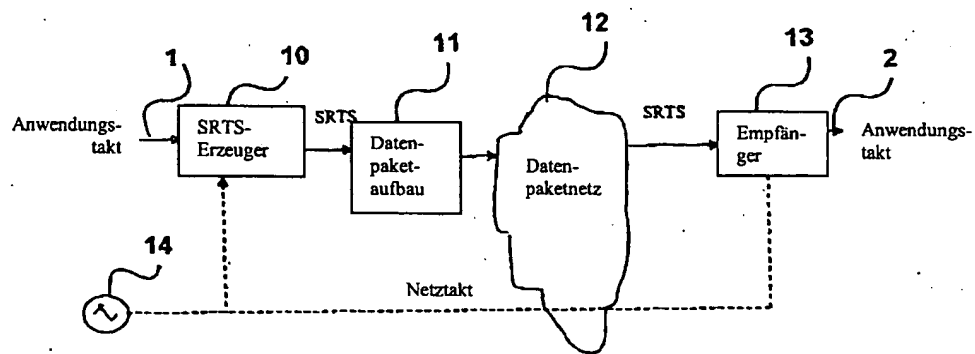 12
1
10
11
13
2
Anwendungs-
takt
SRTS-
Erzeuger
SRTS
Daten-
paket-
aufbau
Daten-
paketnetz
SRTS
Empfän-
ger
Anwendungs-
takt
14
Netztakt